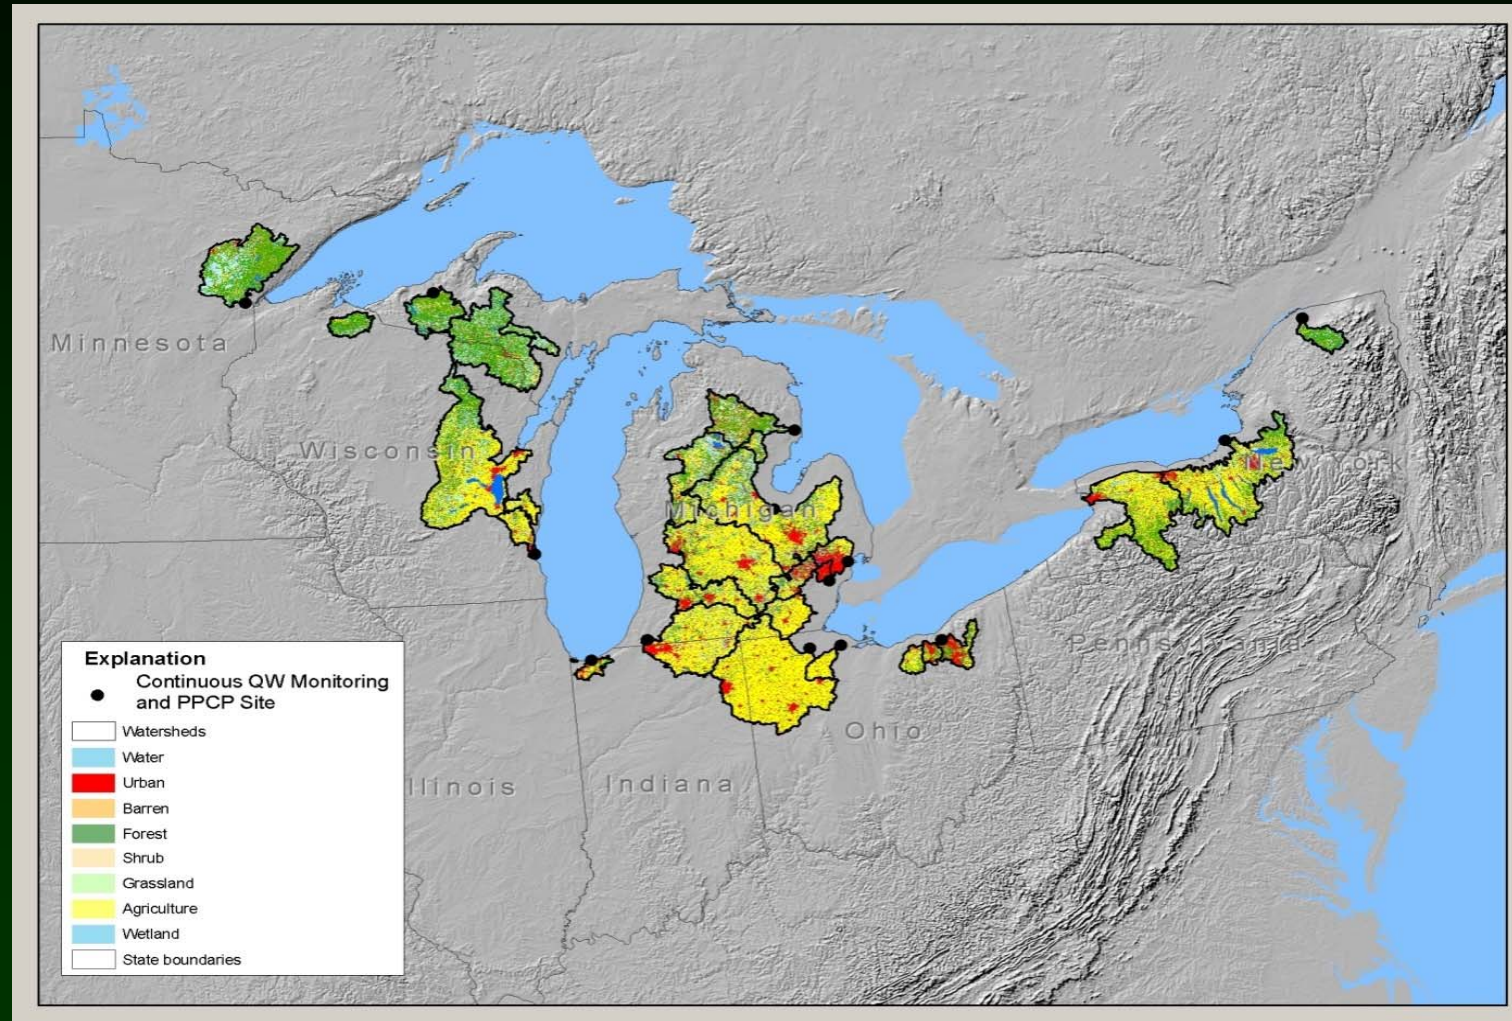 Minnesota
Wisconsin
Michigan
New York
Pennsylvania
Ohio
Illinois
Indiana
Explanation
Continuous QW Monitoring
and PPCP Site
Watersheds
Water
Urban
Barren
Forest
Shrub
Grassland
Agriculture
Wetland
State boundaries